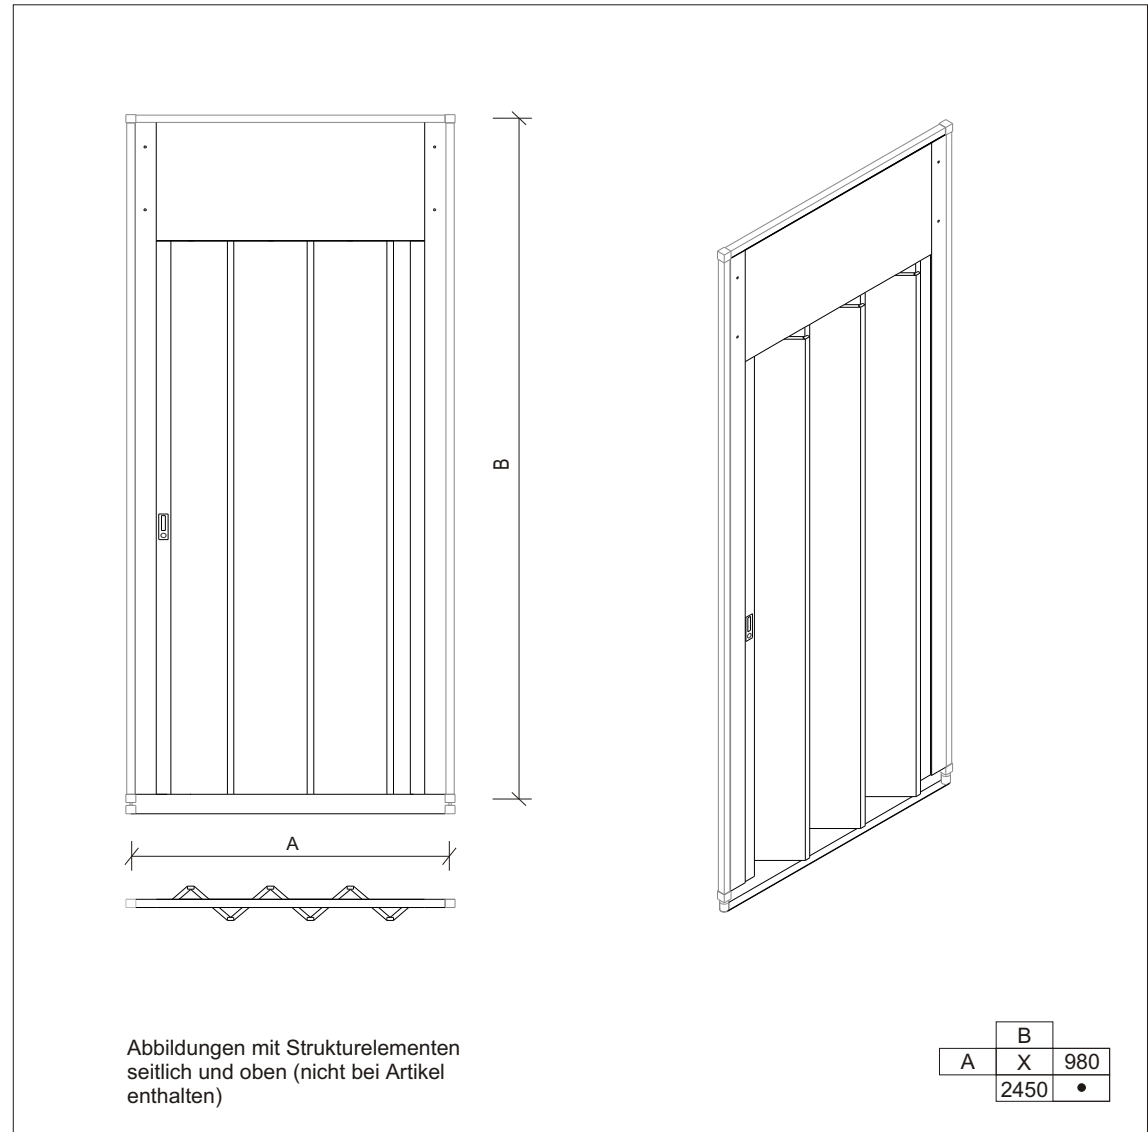 B
A
Abbildungen mit Strukturelementen
seitlich und oben (nicht bei Artikel
enthalten)
B
A X 980
2450 •